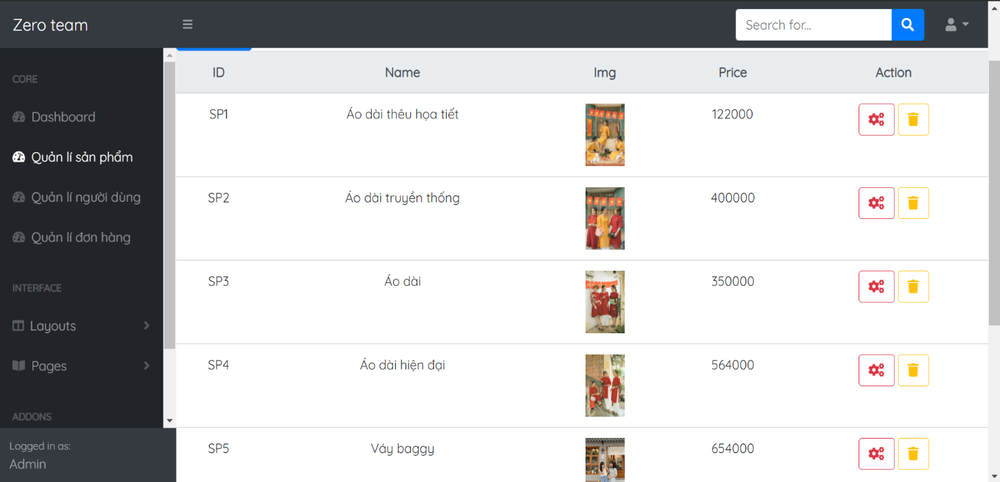 Zero team
Search for...
CORE
Dashboard
Quản lí sản phẩm
Quản lí người dùng
Quản lí đơn hàng
INTERFACE
Layouts
Pages
ADDONS
Logged in as:
Admin
ID Name Img Price Action
SP1 Áo dài thêu họa tiết 122000
SP2 Áo dài truyền thống 400000
SP3 Áo dài 350000
SP4 Áo dài hiện đại 564000
SP5 Váy baggy 654000